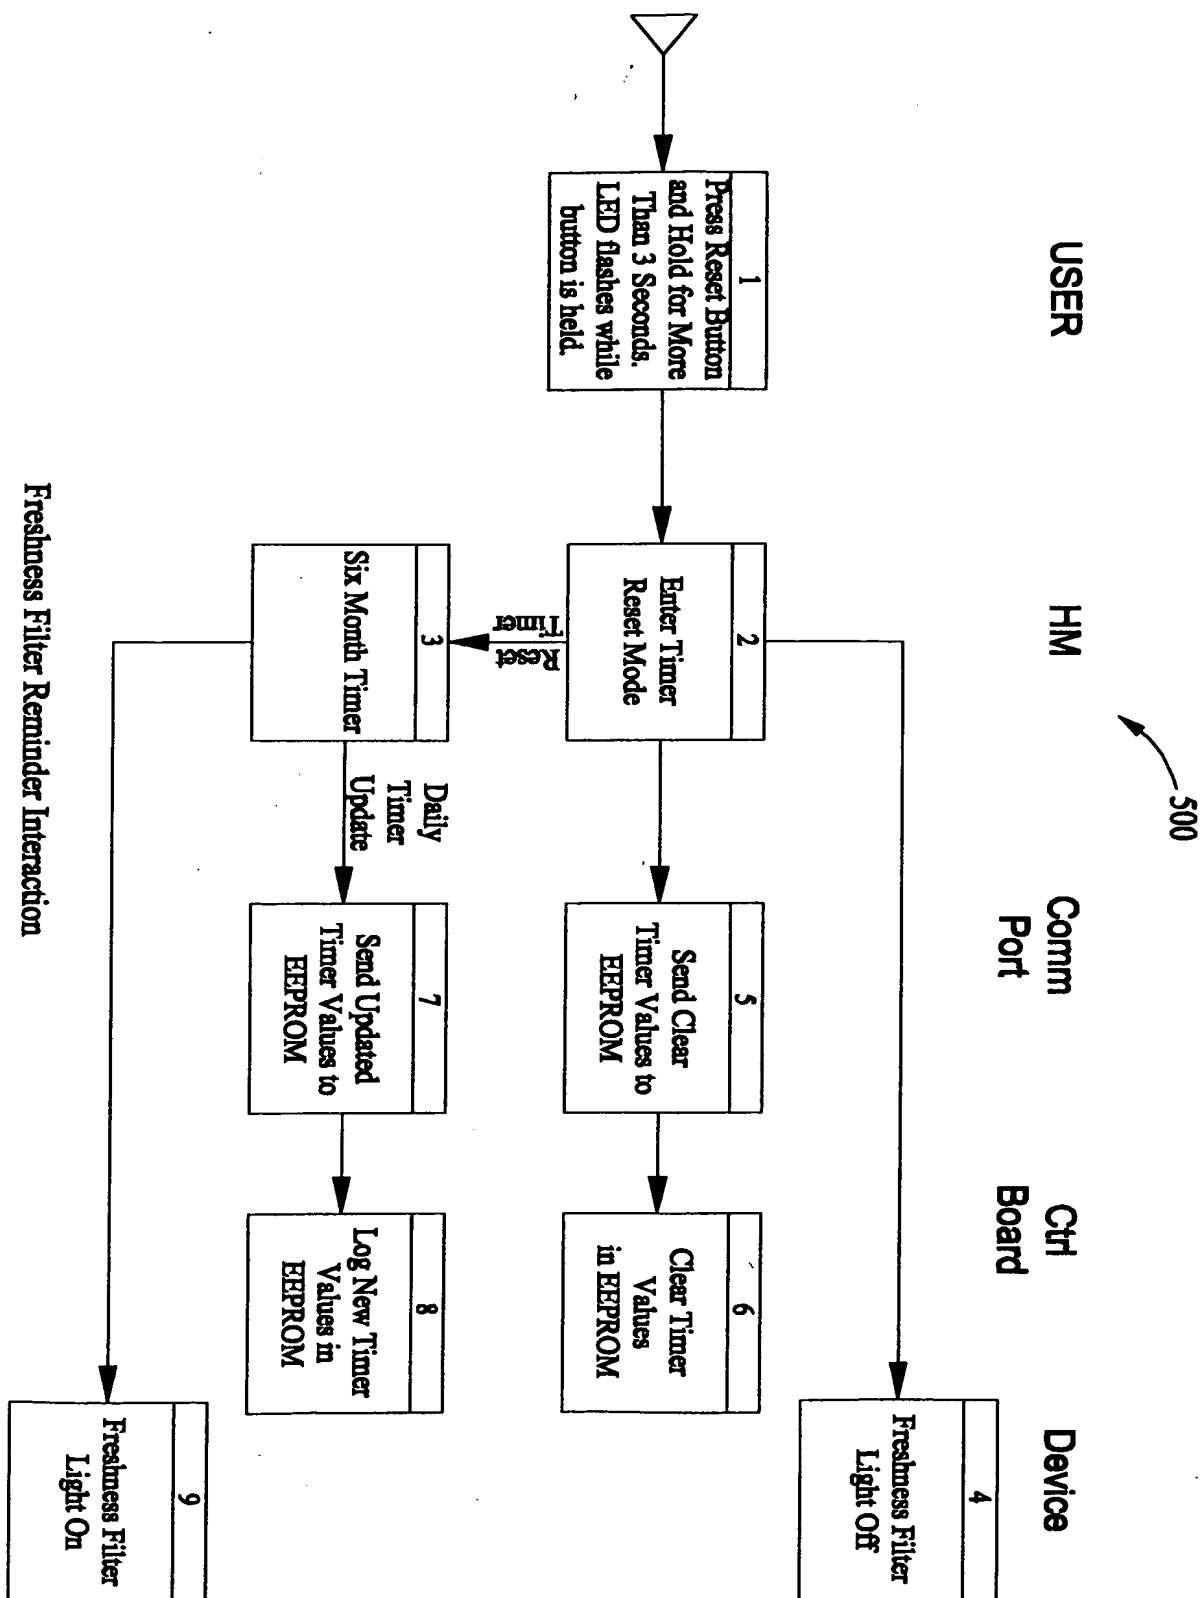 500
USER
HM
Comm
Port
Ctrl
Board
Device
1
Press Reset Button
and Hold for More
Than 3 Seconds.
LED flashes while
button is held.
2
Enter Timer
Reset Mode
Reset
Timer
3
Six Month Timer
Daily
Timer
Update
4
Freshness Filter
Light Off
5
Send Clear
Timer Values to
EEPROM
6
Clear Timer
Values
in EEPROM
7
Send Updated
Timer Values to
EEPROM
8
Log New Timer
Values in
EEPROM
9
Freshness Filter
Light On
Freshness Filter Reminder Interaction